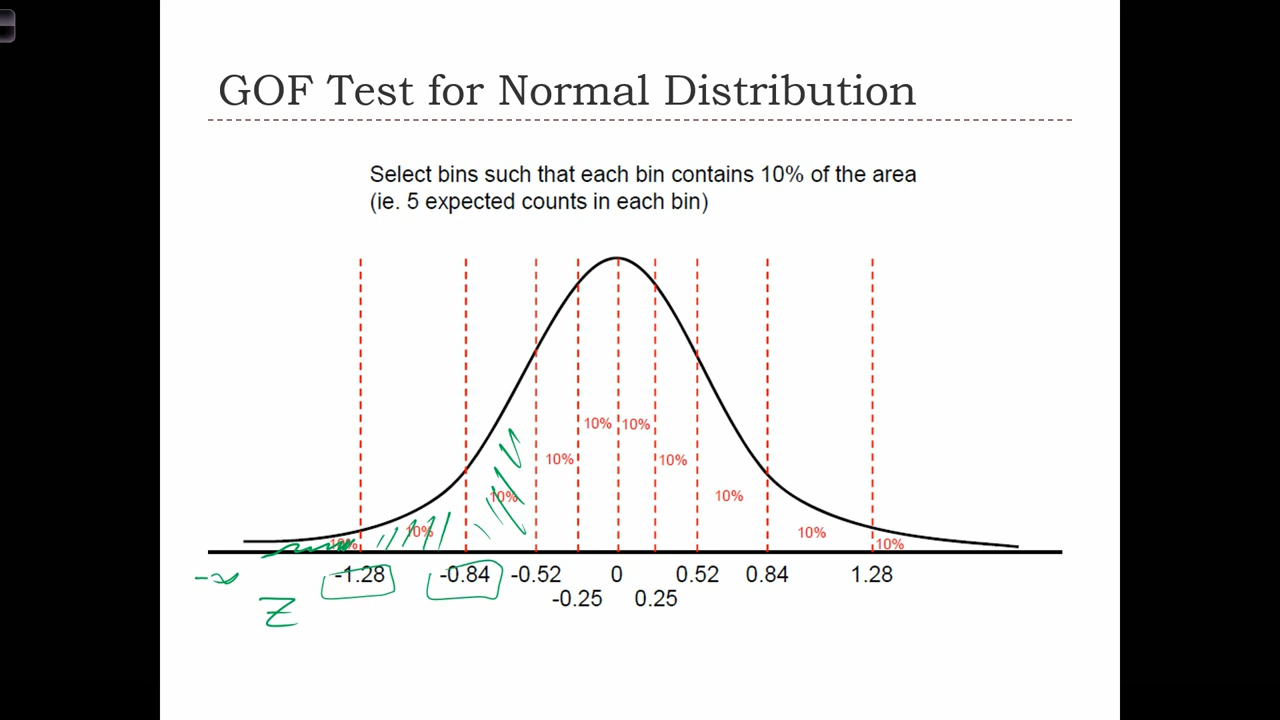 GOF Test for Normal Distribution
Select bins such that each bin contains 10% of the area
(ie. 5 expected counts in each bin)
10% 10%
10% 10%
10% 10%
10% 10%
10% 10%
-1.28 -0.84 -0.52 0 0.52 0.84 1.28
-0.25 0.25
-∞
Z